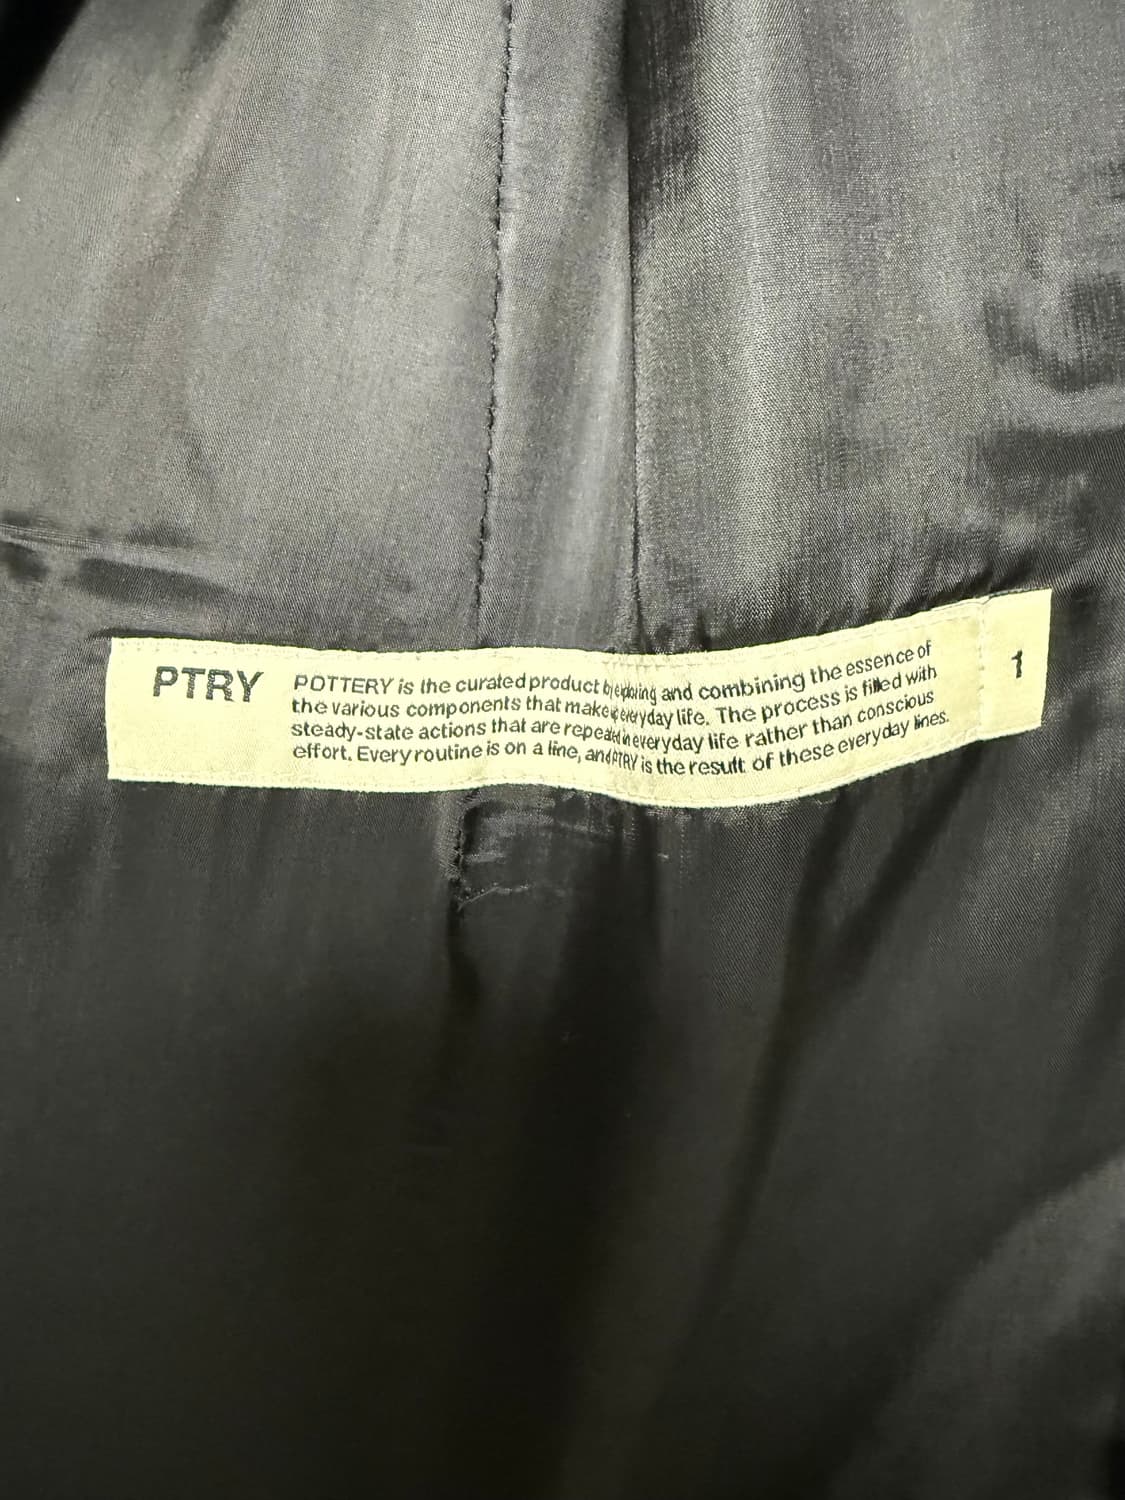 PTRY
POTTERY is the curated product by exploring and combining the essence of
the various components that make up everyday life. The process is filled with
steady-state actions that are repeated in everyday life rather than conscious
effort. Every routine is on a line, and PTRY is the result of these everyday lines.
1